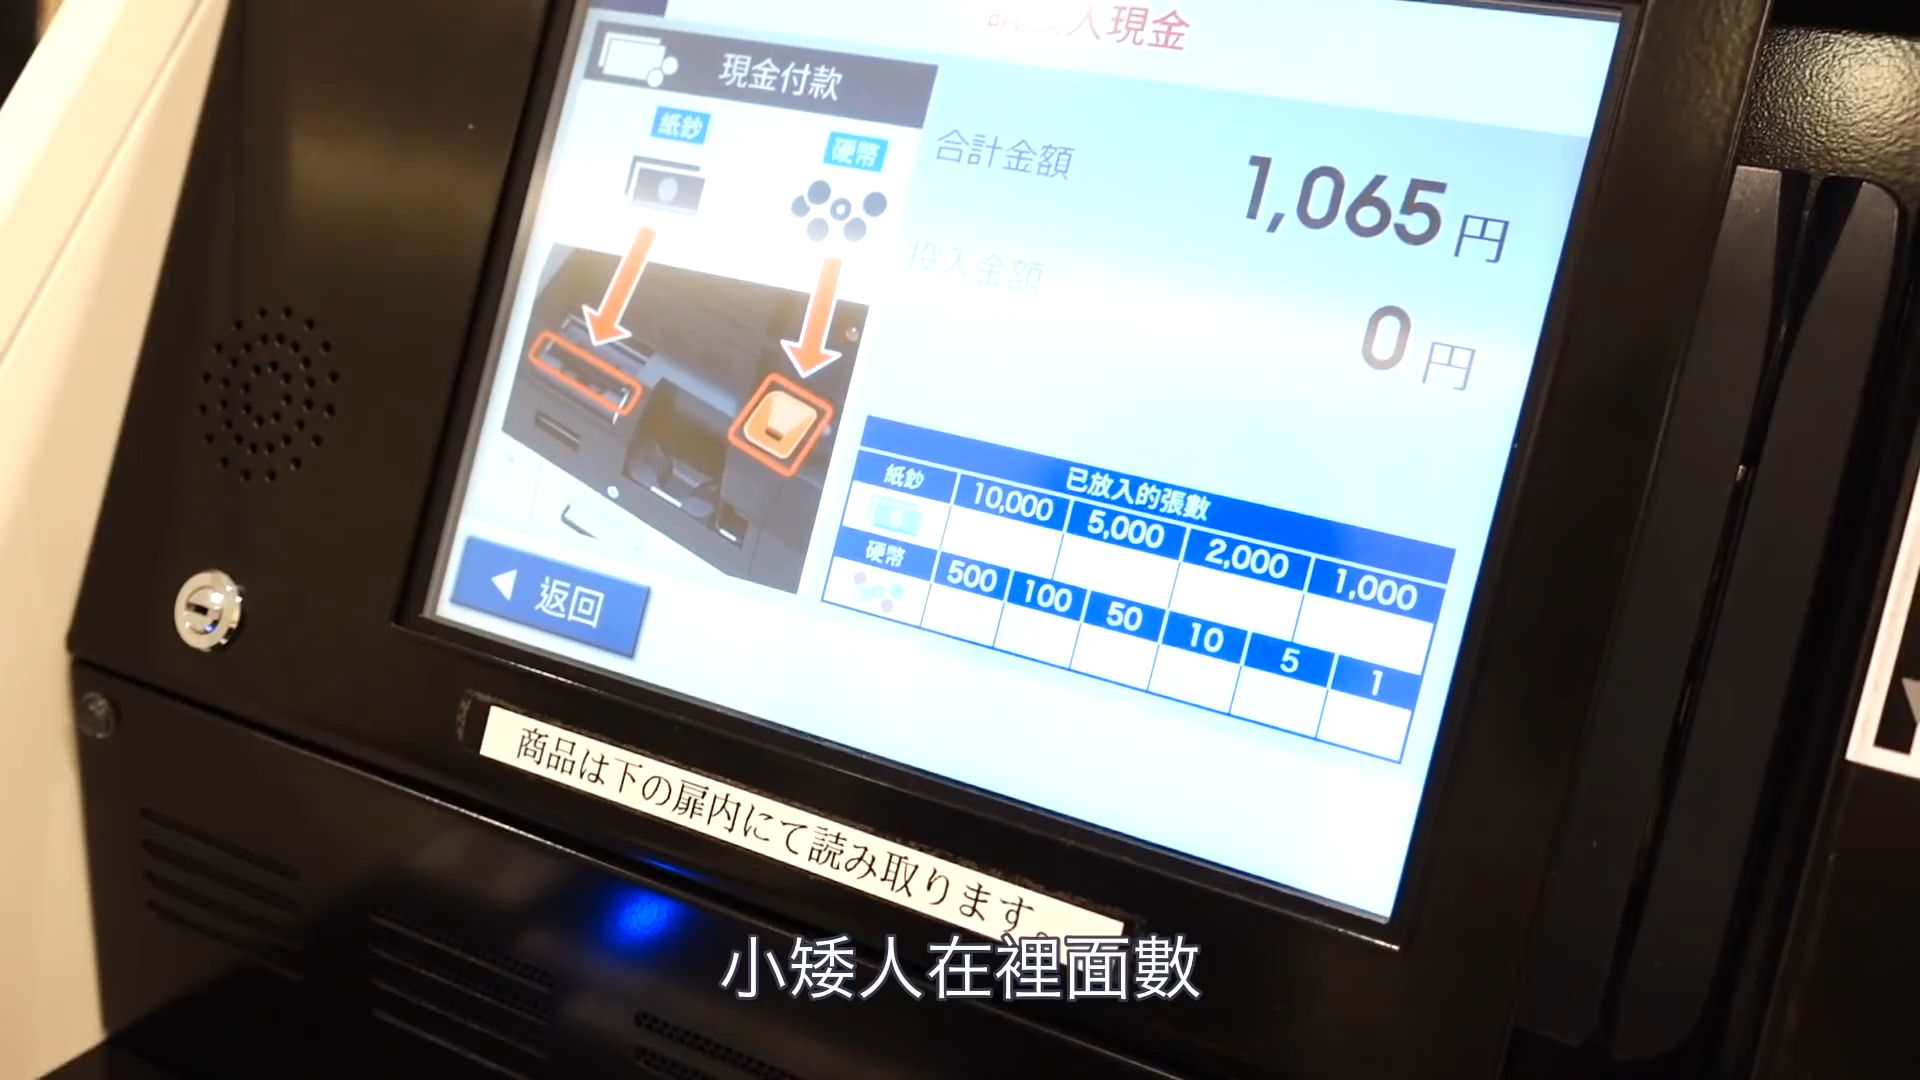 請投入現金
現金付款
紙鈔
硬幣
合計金額
1,065円
投入金額
0円
已放入的張數
紙鈔 10,000 5,000 2,000 1,000
硬幣 500 100 50 10 5 1
返回
商品は下の扉内にて読み取ります。
小矮人在裡面數